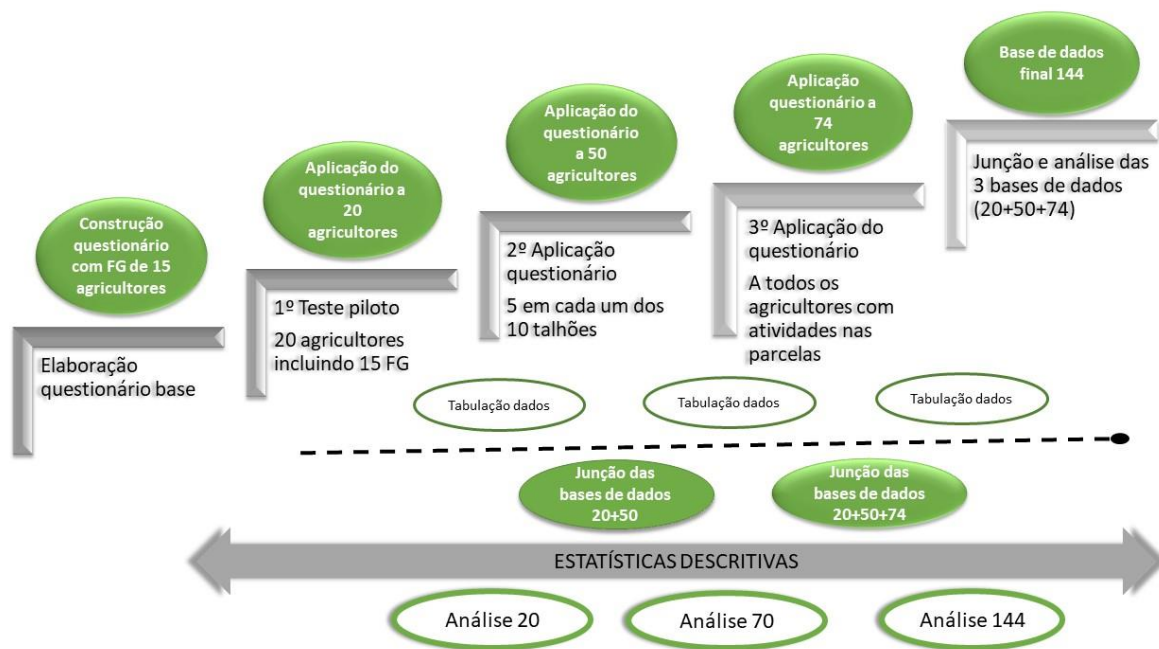 Construção
questionário
com FG de 15
agricultores
Elaboração
questionário base
Aplicação do
questionário a
20
agricultores
1º Teste piloto
20 agricultores
incluindo 15 FG
Aplicação do
questionário
a 50
agricultores
2º Aplicação
questionário
5 em cada um dos
10 talhões
Aplicação
questionário a
74
agricultores
3º Aplicação do
questionário
A todos os
agricultores com
atividades nas
parcelas
Base de dados
final 144
Junção e análise das
3 bases de dados
(20+50+74)
Tabulação dados
Tabulação dados
Tabulação dados
Junção das
bases de dados
20+50
Junção das
bases de dados
20+50+74
ESTATÍSTICAS DESCRITIVAS
Análise 20
Análise 70
Análise 144